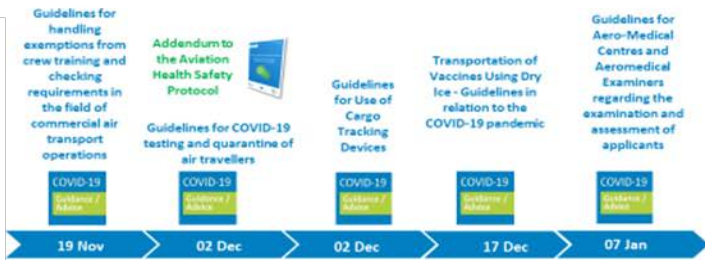 Guidelines for
handling
exemptions from
crew training and
checking
requirements in
the field of
commercial air
transport
operations
COVID-19
Guidance /
Advice
19 Nov
Addendum to
the Aviation
Health Safety
Protocol
Guidelines for COVID-19
testing and quarantine of
air travellers
COVID-19
Guidance /
Advice
02 Dec
Guidelines
for Use of
Cargo
Tracking
Devices
COVID-19
Guidance /
Advice
02 Dec
Transportation of
Vaccines Using Dry
Ice - Guidelines in
relation to the
COVID-19 pandemic
COVID-19
Guidance /
Advice
17 Dec
Guidelines for
Aero-Medical
Centres and
Aeromedical
Examiners
regarding the
examination and
assessment of
applicants
COVID-19
Guidance /
Advice
07 Jan